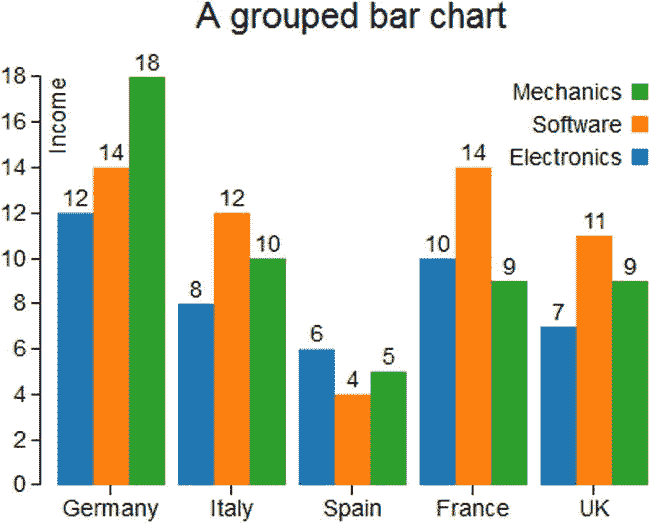 A grouped bar chart
Income
18
16
14
12
10
8
6
4
2
0
Mechanics
Software
Electronics
12 14 18
8 12 10
6 4 5
10 14 9
7 11 9
Germany Italy Spain France UK